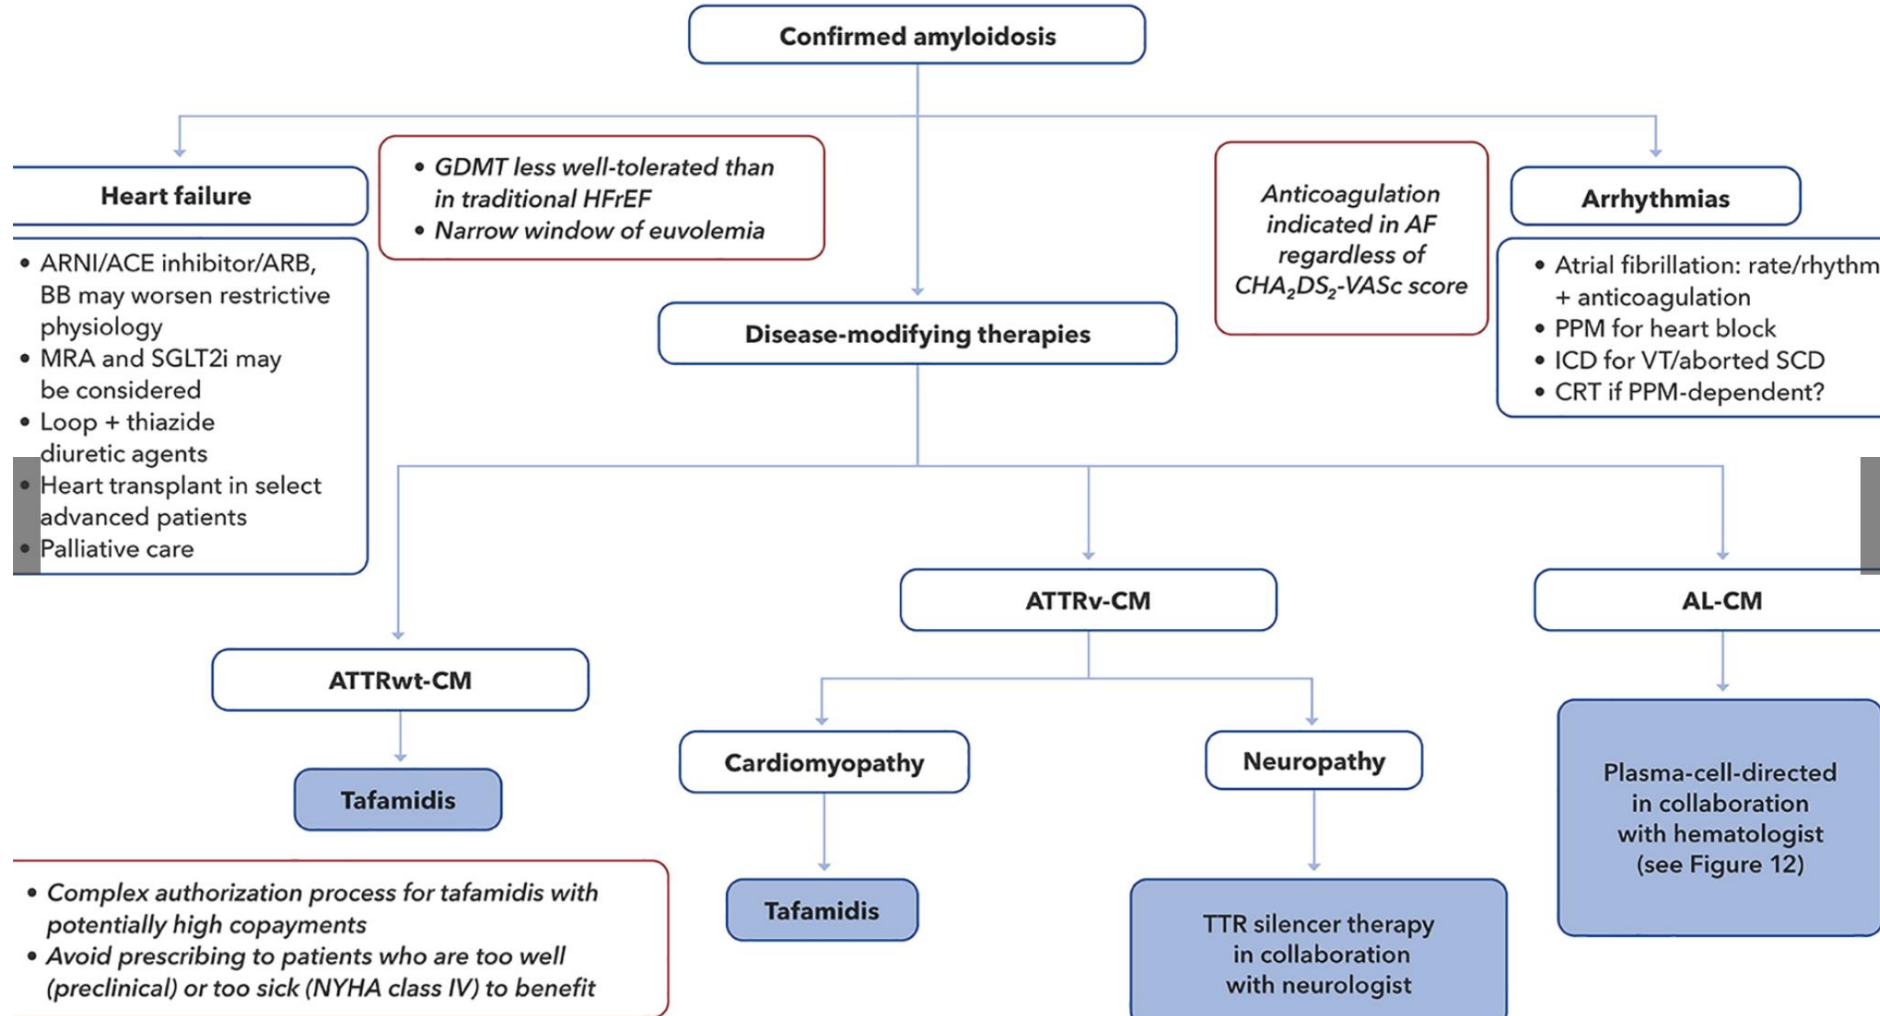 Confirmed amyloidosis
Heart failure
• GDMT less well-tolerated than
in traditional HFrEF
• Narrow window of euvolemia
Anticoagulation
indicated in AF
regardless of
CHA₂DS₂-VASc score
Arrhythmias
• ARNI/ACE inhibitor/ARB,
BB may worsen restrictive
physiology
• MRA and SGLT2i may
be considered
• Loop + thiazide
diuretic agents
• Heart transplant in select
advanced patients
• Palliative care
Disease-modifying therapies
• Atrial fibrillation: rate/rhythm
+ anticoagulation
• PPM for heart block
• ICD for VT/aborted SCD
• CRT if PPM-dependent?
ATTRwt-CM
Tafamidis
ATTRv-CM
Cardiomyopathy
Tafamidis
Neuropathy
TTR silencer therapy
in collaboration
with neurologist
AL-CM
Plasma-cell-directed
in collaboration
with hematologist
(see Figure 12)
• Complex authorization process for tafamidis with
potentially high copayments
• Avoid prescribing to patients who are too well
(preclinical) or too sick (NYHA class IV) to benefit